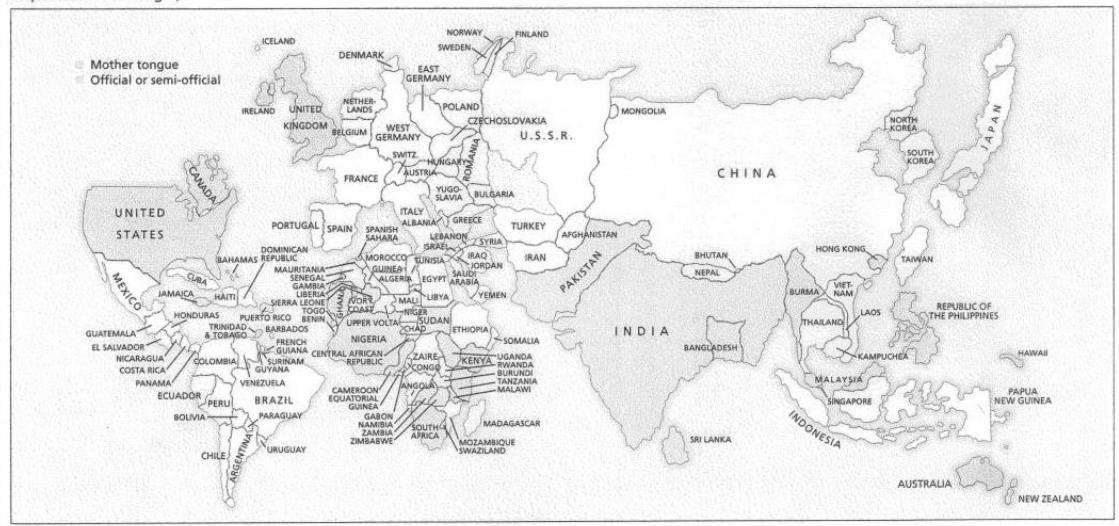 Mother tongue
Official or semi-official
ICELAND
NORWAY
SWEDEN
FINLAND
DENMARK
EAST
GERMANY
IRELAND
UNITED
KINGDOM
NETHER-
LANDS
BELGIUM
WEST
GERMANY
POLAND
CZECHOSLOVAKIA
U.S.S.R.
MONGOLIA
NORTH
KOREA
SOUTH
KOREA
JAPAN
CHINA
FRANCE
SWITZ.
AUSTRIA
HUNGARY
ROMANIA
YUGO-
SLAVIA
BULGARIA
CANADA
UNITED
STATES
PORTUGAL
SPAIN
ITALY
ALBANIA
GREECE
TURKEY
AFGHANISTAN
SPANISH
SAHARA
LEBANON
ISRAEL
SYRIA
IRAQ
JORDAN
IRAN
PAKISTAN
BHUTAN
NEPAL
HONG KONG
TAIWAN
DOMINICAN
REPUBLIC
BAHAMAS
CUBA
MEXICO
JAMAICA
HAITI
MAURITANIA
SENEGAL
GAMBIA
LIBERIA
SIERRA LEONE
TOGO
BENIN
MOROCCO
GUINEA
ALGERIA
TUNISIA
EGYPT
SAUDI
ARABIA
YEMEN
GHANA
IVORY
COAST
MALI
LIBYA
NIGER
UPPER VOLTA
CHAD
SUDAN
ETHIOPIA
SOMALIA
INDIA
BANGLADESH
BURMA
VIET-
NAM
LAOS
THAILAND
KAMPUCHEA
REPUBLIC OF
THE PHILIPPINES
HAWAII
HONDURAS
PUERTO RICO
TRINIDAD
& TOBAGO
BARBADOS
GUATEMALA
EL SALVADOR
NICARAGUA
COSTA RICA
PANAMA
FRENCH
GUIANA
SURINAM
GUYANA
COLOMBIA
VENEZUELA
NIGERIA
CENTRAL AFRICAN
REPUBLIC
ZAIRE
CONGO
KENYA
UGANDA
RWANDA
BURUNDI
TANZANIA
MALAWI
CAMEROON
EQUATORIAL
GUINEA
GABON
NAMIBIA
ZAMBIA
ZIMBABWE
ANGOLA
SOUTH
AFRICA
MADAGASCAR
MOZAMBIQUE
SWAZILAND
MALAYSIA
SINGAPORE
INDONESIA
PAPUA
NEW GUINEA
SRI LANKA
ECUADOR
PERU
BRAZIL
BOLIVIA
PARAGUAY
CHILE
ARGENTINA
URUGUAY
AUSTRALIA
NEW ZEALAND